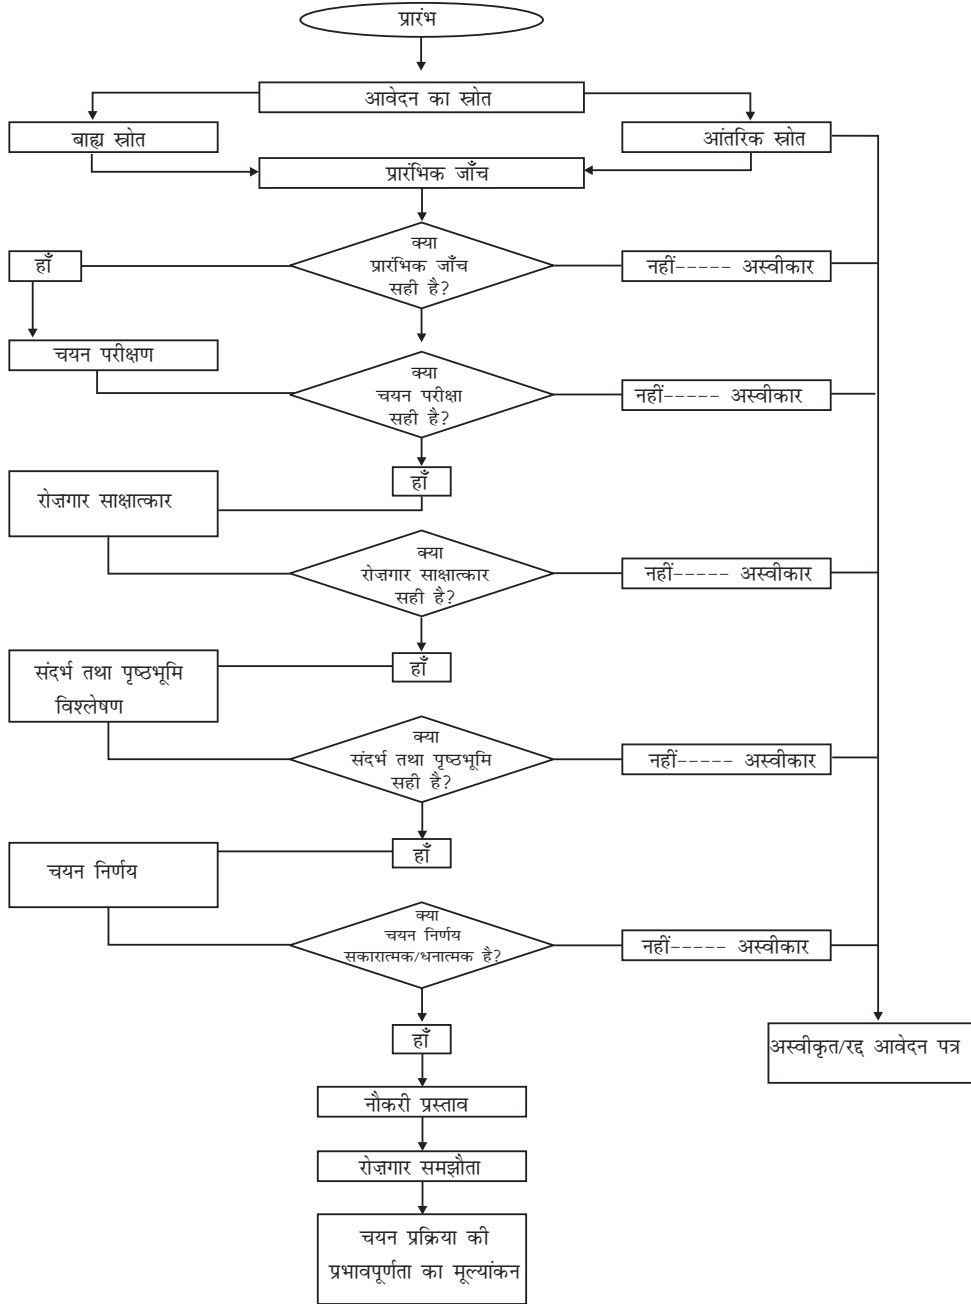 प्रारंभ
आवेदन का स्त्रोत
बाह्य स्त्रोत
आंतरिक स्त्रोत
प्रारंभिक जाँच
क्या
प्रारंभिक जाँच
सही है?
हाँ
नहीं----- अस्वीकार
चयन परीक्षण
क्या
चयन परीक्षा
सही है?
नहीं----- अस्वीकार
हाँ
रोज़गार साक्षात्कार
क्या
रोज़गार साक्षात्कार
सही है?
नहीं----- अस्वीकार
हाँ
संदर्भ तथा पृष्ठभूमि
विश्लेषण
क्या
संदर्भ तथा पृष्ठभूमि
सही है?
नहीं----- अस्वीकार
हाँ
चयन निर्णय
क्या
चयन निर्णय
सकारात्मक/धनात्मक है?
नहीं----- अस्वीकार
हाँ
अस्वीकृत/रद्द आवेदन पत्र
नौकरी प्रस्ताव
रोज़गार समझौता
चयन प्रक्रिया की
प्रभावपूर्णता का मूल्यांकन